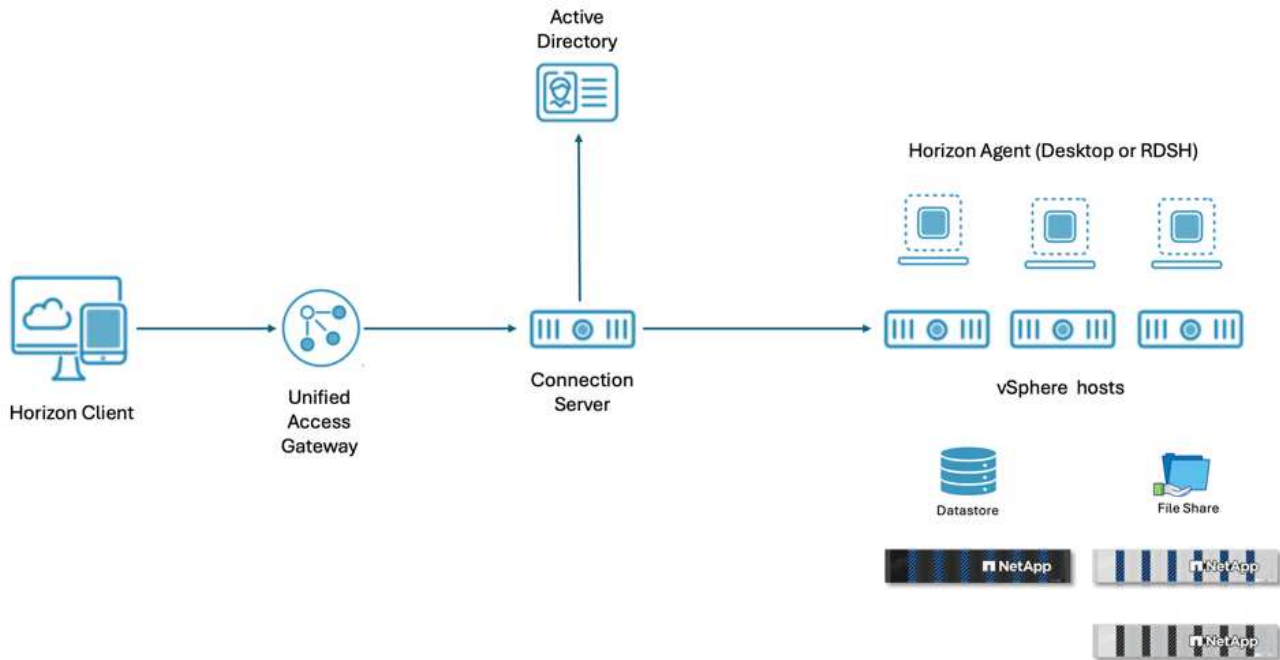 Active
Directory
Horizon Agent (Desktop or RDSH)
Horizon Client
Unified
Access
Gateway
Connection
Server
vSphere hosts
Datastore
File Share
NetApp
NetApp
NetApp